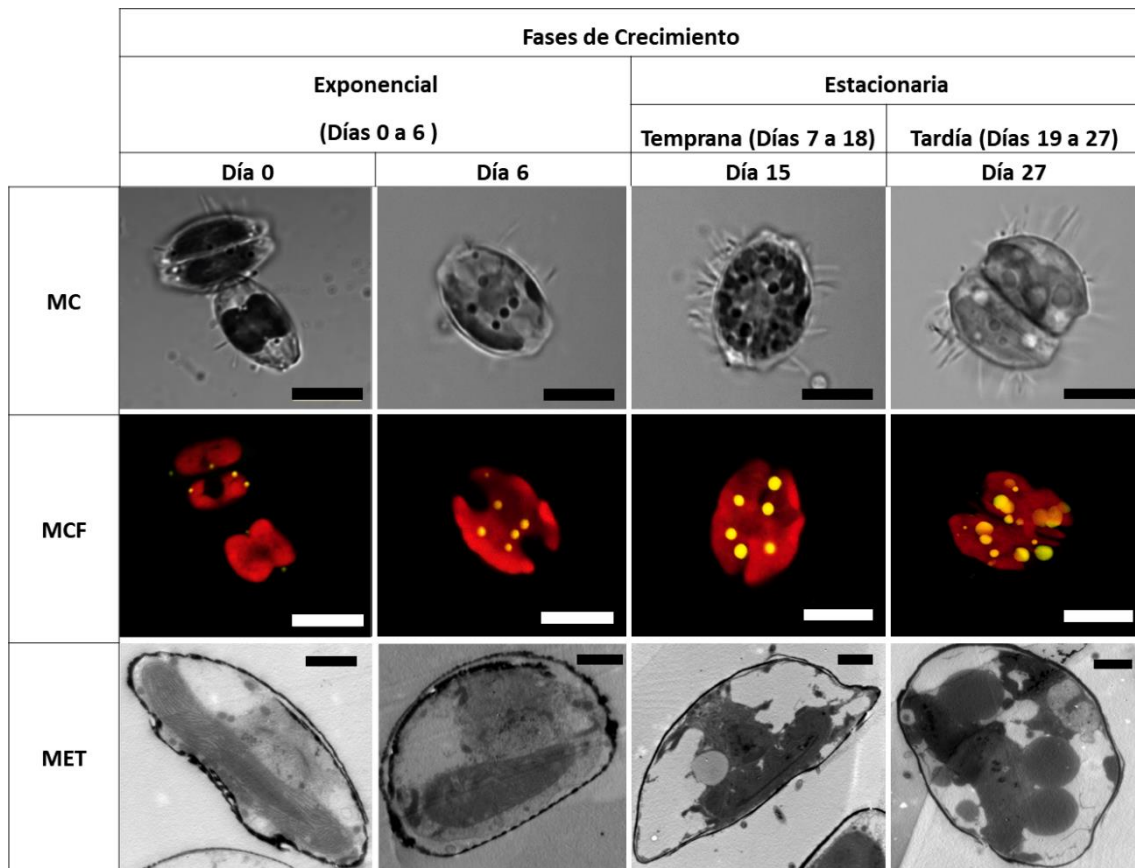 Fases de Crecimiento
Exponencial
(Días 0 a 6 )
Estacionaria
Temprana (Días 7 a 18)
Tardía (Días 19 a 27)
Día 0
Día 6
Día 15
Día 27
MC
MCF
MET